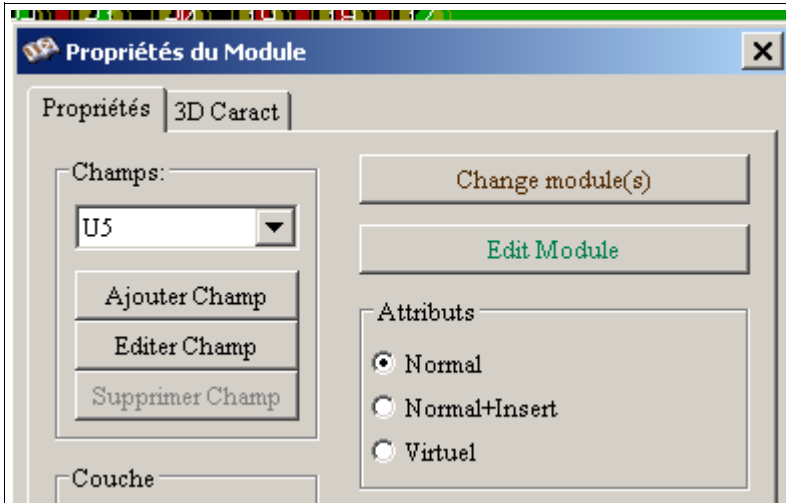 Propriétés du Module
Propriétés
3D Caract
Champs:
U5
Ajouter Champ
Editer Champ
Supprimer Champ
Couche
Change module(s)
Edit Module
Attributs
Normal
Normal+Insert
Virtuel